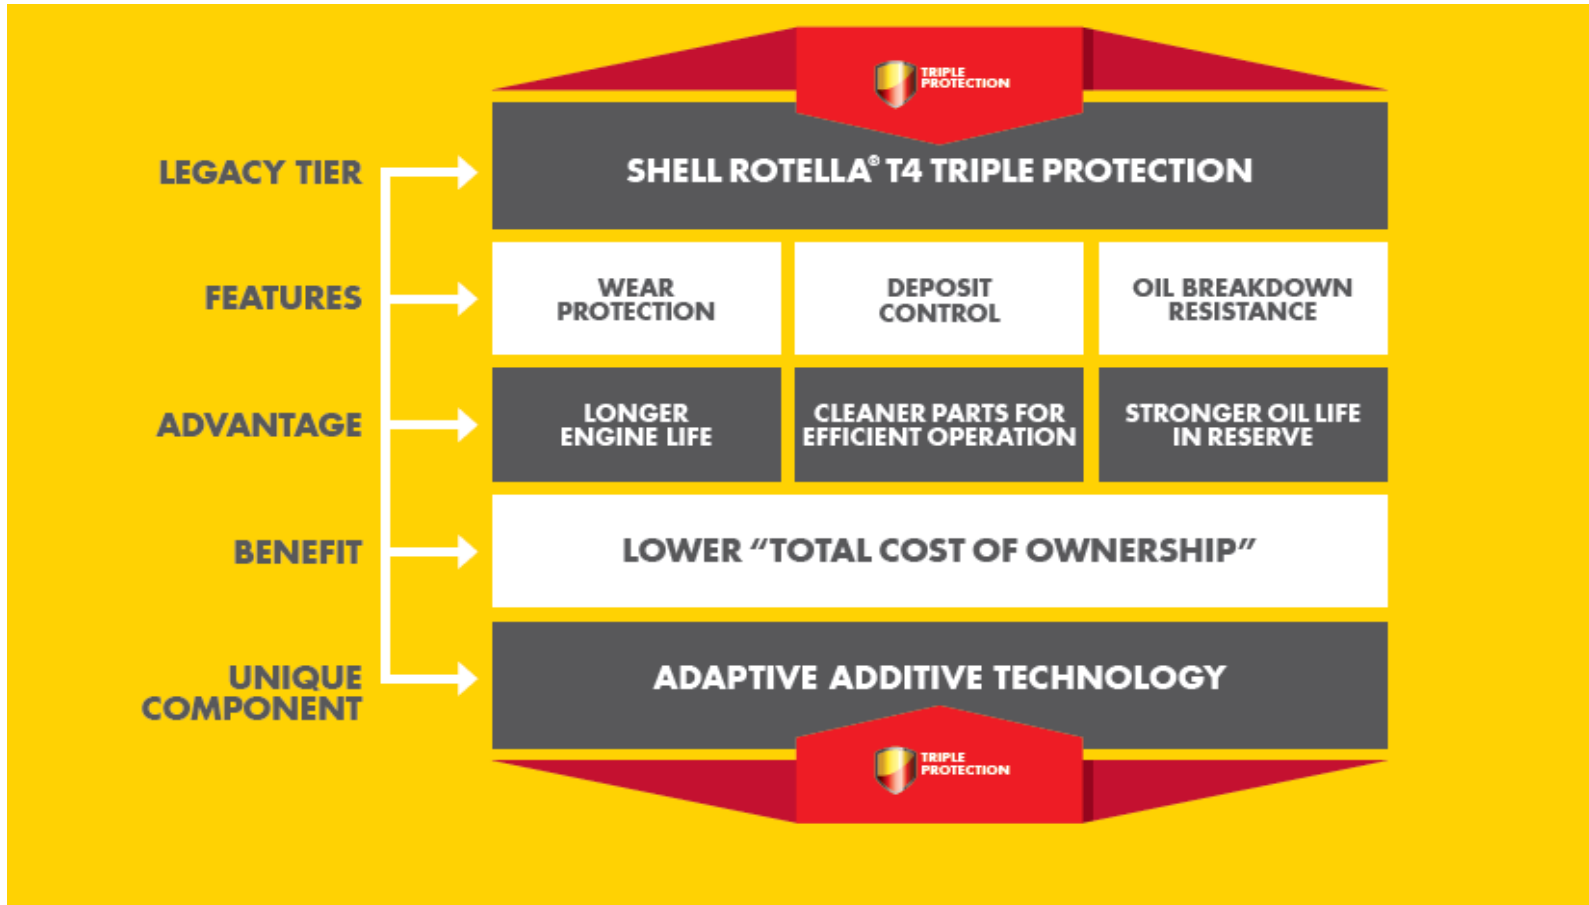 TRIPLE
PROTECTION
LEGACY TIER
SHELL ROTELLA® T4 TRIPLE PROTECTION
FEATURES
WEAR
PROTECTION
DEPOSIT
CONTROL
OIL BREAKDOWN
RESISTANCE
ADVANTAGE
LONGER
ENGINE LIFE
CLEANER PARTS FOR
EFFICIENT OPERATION
STRONGER OIL LIFE
IN RESERVE
BENEFIT
LOWER “TOTAL COST OF OWNERSHIP”
UNIQUE
COMPONENT
ADAPTIVE ADDITIVE TECHNOLOGY
TRIPLE
PROTECTION